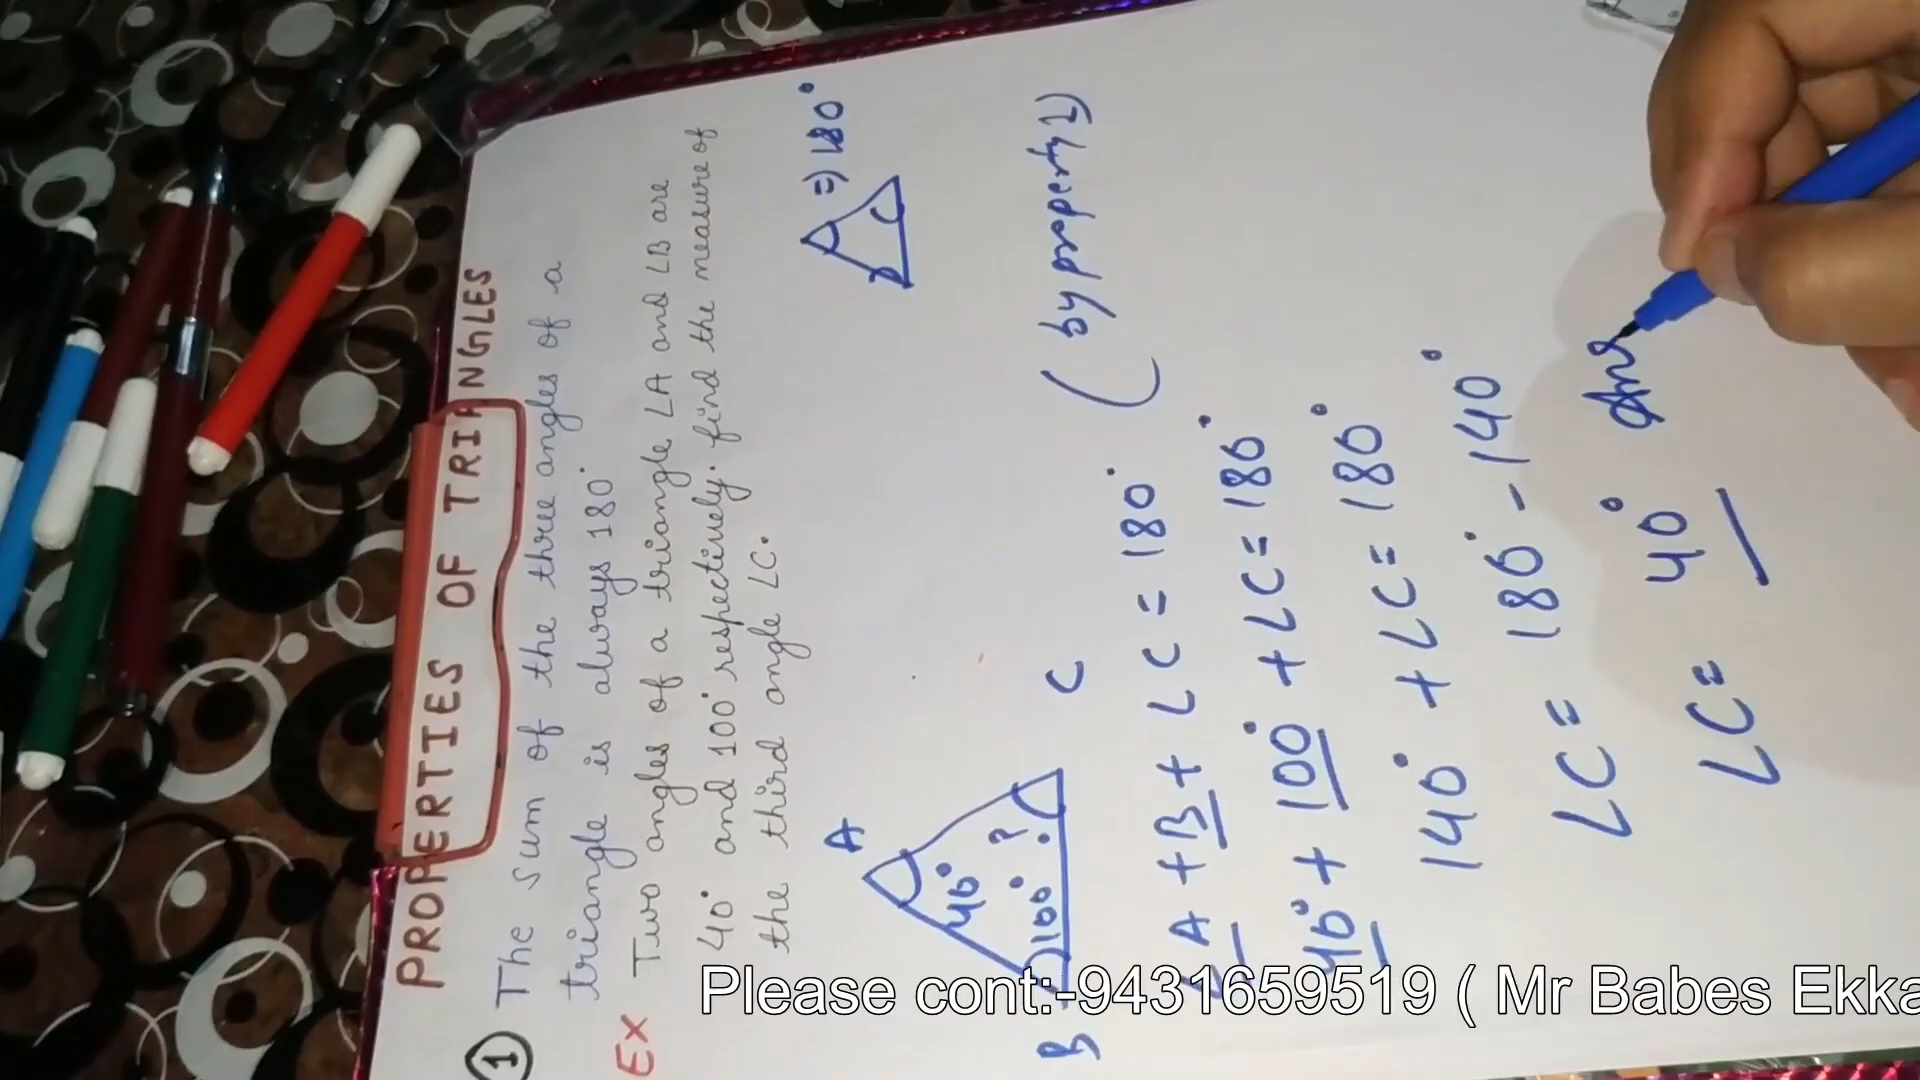 PROPERTIES OF TRIANGLES
1 The sum of the three angles of a
triangle is always 180°
Ex Two angles of a triangle ∠A and ∠B are
40° and 100° respectively. find the measure of
the third angle ∠C.
=) 180°
A
40°
100° ?
B C
∠A + B + ∠C = 180° ( by property 1)
40° + 100° + ∠C = 180°
140° + ∠C = 180°
∠C = 180° - 140°
∠C = 40° Ans
Please cont:-9431659519 ( Mr Babes Ekka